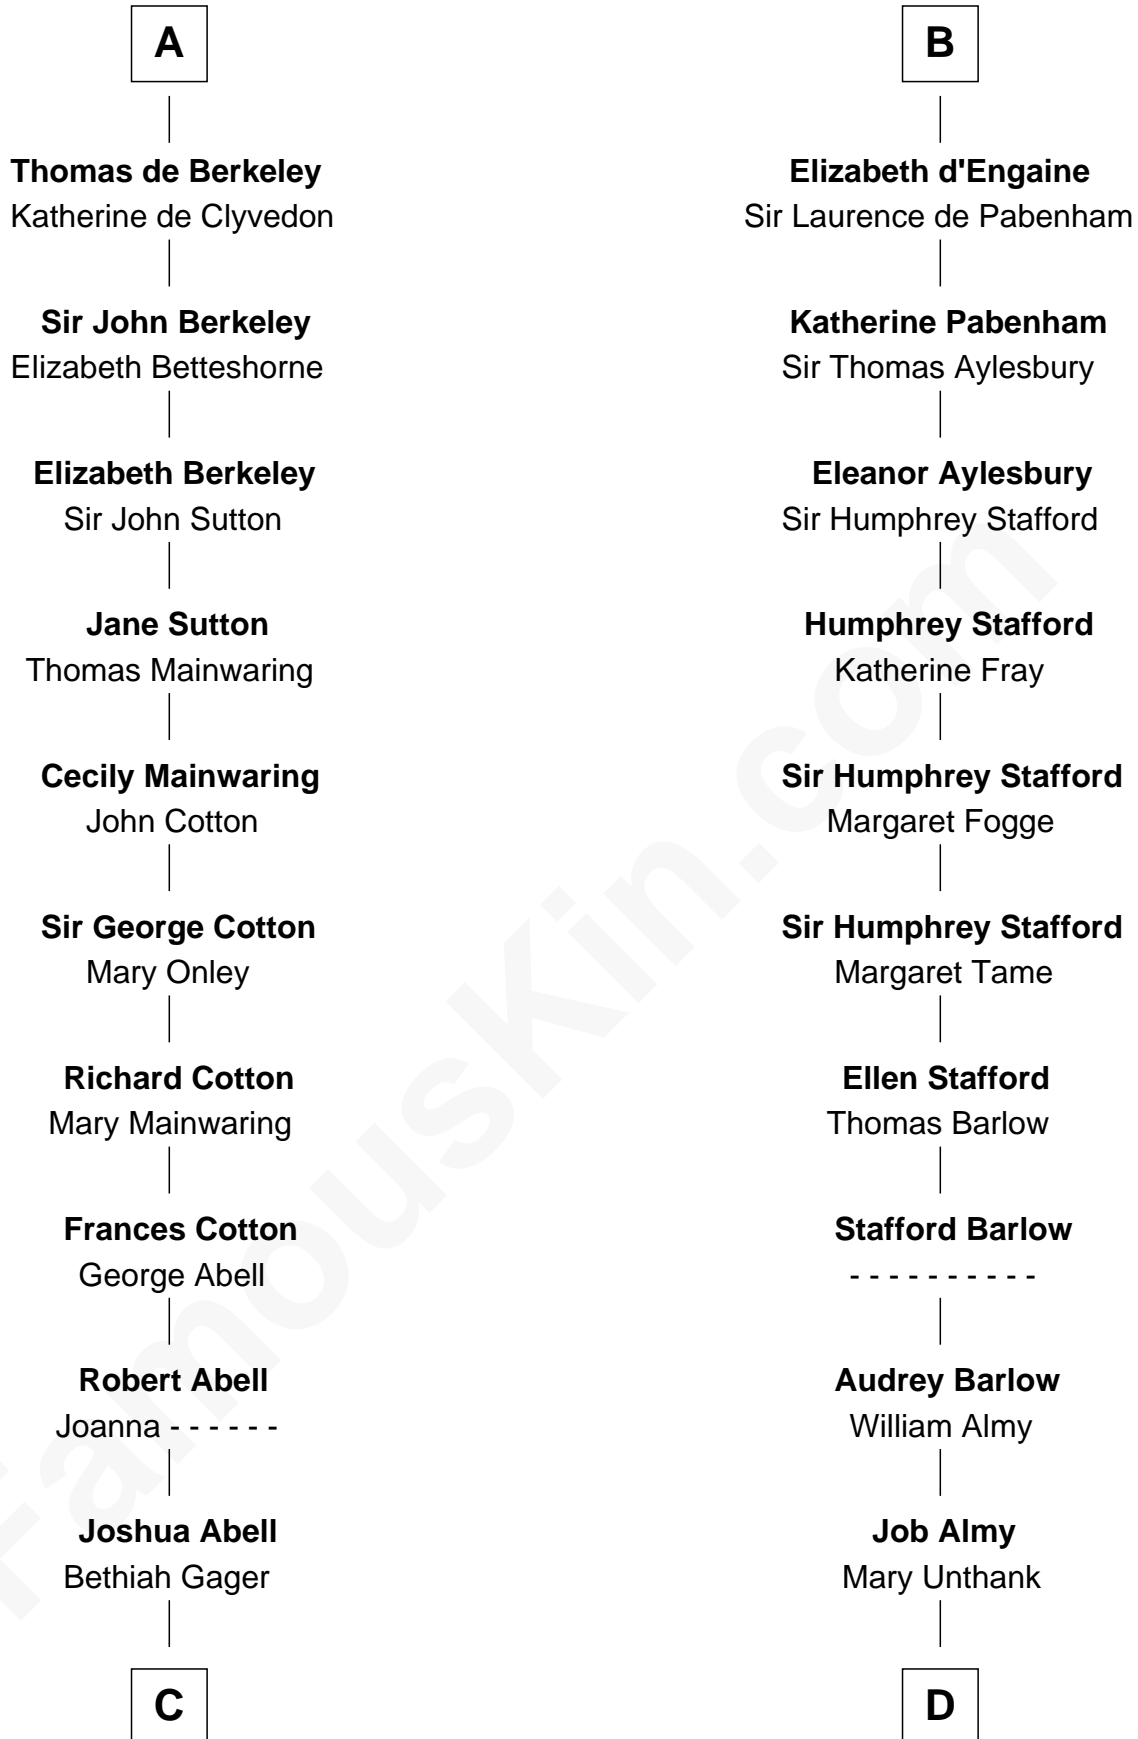 A
Thomas de Berkeley
Katherine de Clyvedon
Sir John Berkeley
Elizabeth Betteshorne
Elizabeth Berkeley
Sir John Sutton
Jane Sutton
Thomas Mainwaring
Cecily Mainwaring
John Cotton
Sir George Cotton
Mary Onley
Richard Cotton
Mary Mainwaring
Frances Cotton
George Abell
Robert Abell
Joanna - - - - - -
Joshua Abell
Bethiah Gager
C
B
Elizabeth d'Engaine
Sir Laurence de Pabenham
Katherine Pabenham
Sir Thomas Aylesbury
Eleanor Aylesbury
Sir Humphrey Stafford
Humphrey Stafford
Katherine Fray
Sir Humphrey Stafford
Margaret Fogge
Sir Humphrey Stafford
Margaret Tame
Ellen Stafford
Thomas Barlow
Stafford Barlow
- - - - - - - - - -
Audrey Barlow
William Almy
Job Almy
Mary Unthank
D
FamousKin.com